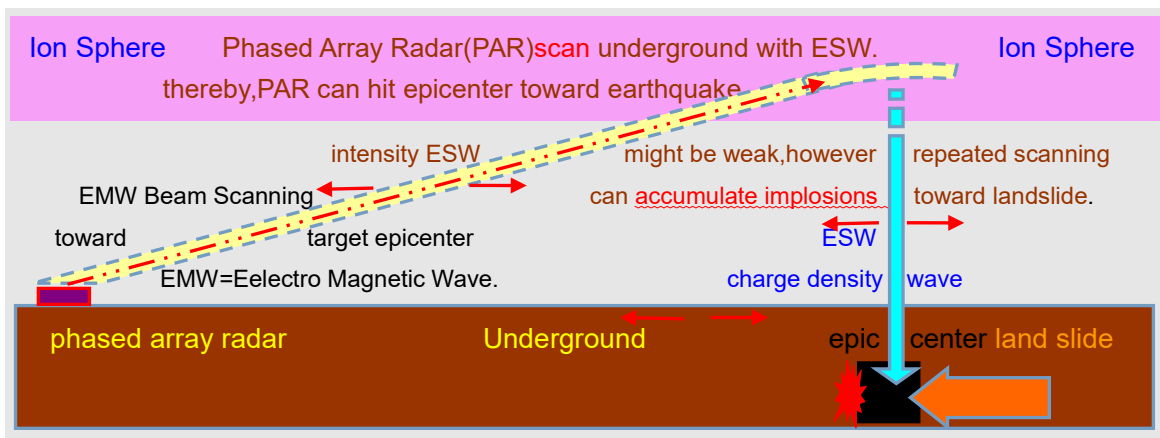 Ion Sphere Phased Array Radar(PAR)scan underground with ESW. Ion Sphere
thereby,PAR can hit epicenter toward earthquake
intensity ESW might be weak,however repeated scanning
EMW Beam Scanning can accumulate implosions toward landslide.
toward target epicenter ESW
EMW=Eelectro Magnetic Wave. charge density wave
phased array radar Underground epic center land slide